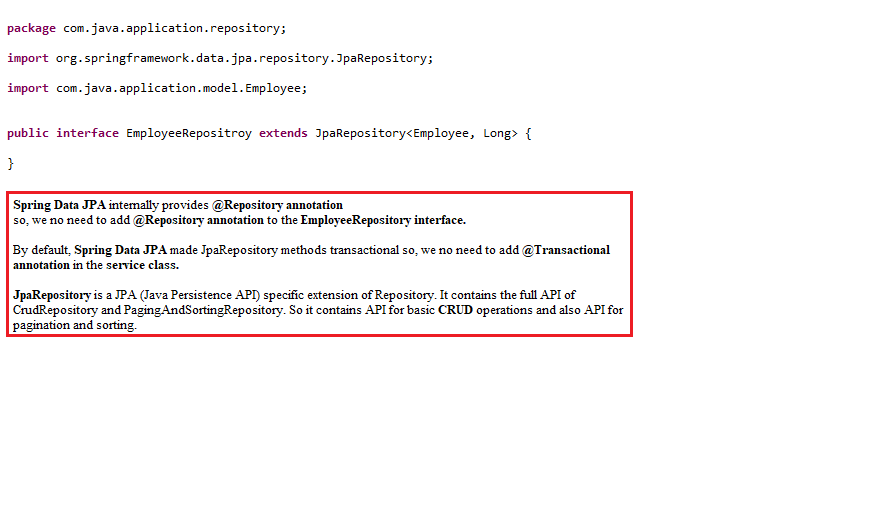 package com.java.application.repository;
import org.springframework.data.jpa.repository.JpaRepository;
import com.java.application.model.Employee;
public interface EmployeeRepositroy extends JpaRepository<Employee, Long> {
}
Spring Data JPA internally provides @Repository annotation
so, we no need to add @Repository annotation to the EmployeeRepository interface.
By default, Spring Data JPA made JpaRepository methods transactional so, we no need to add @Transactional
annotation in the service class.
JpaRepository is a JPA (Java Persistence API) specific extension of Repository. It contains the full API of
CrudRepository and PagingAndSortingRepository. So it contains API for basic CRUD operations and also API for
pagination and sorting.